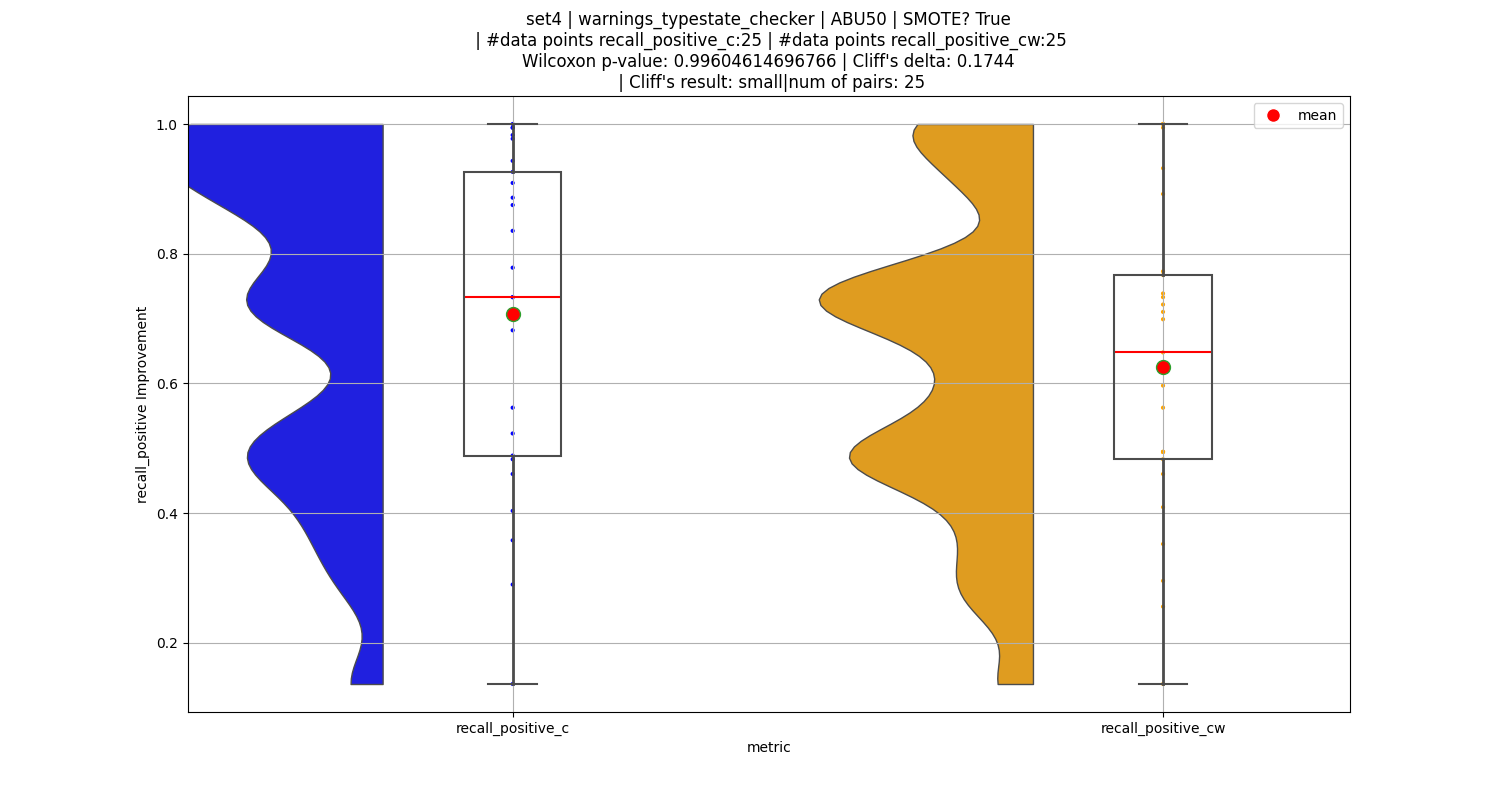 set4 | warnings_typestate_checker | ABU50 | SMOTE? True
| #data points recall_positive_c:25 | #data points recall_positive_cw:25
Wilcoxon p-value: 0.99604614696766 | Cliff's delta: 0.1744
| Cliff's result: small|num of pairs: 25
mean
1.0
0.8
0.6
0.4
0.2
recall_positive Improvement
recall_positive_c
recall_positive_cw
metric